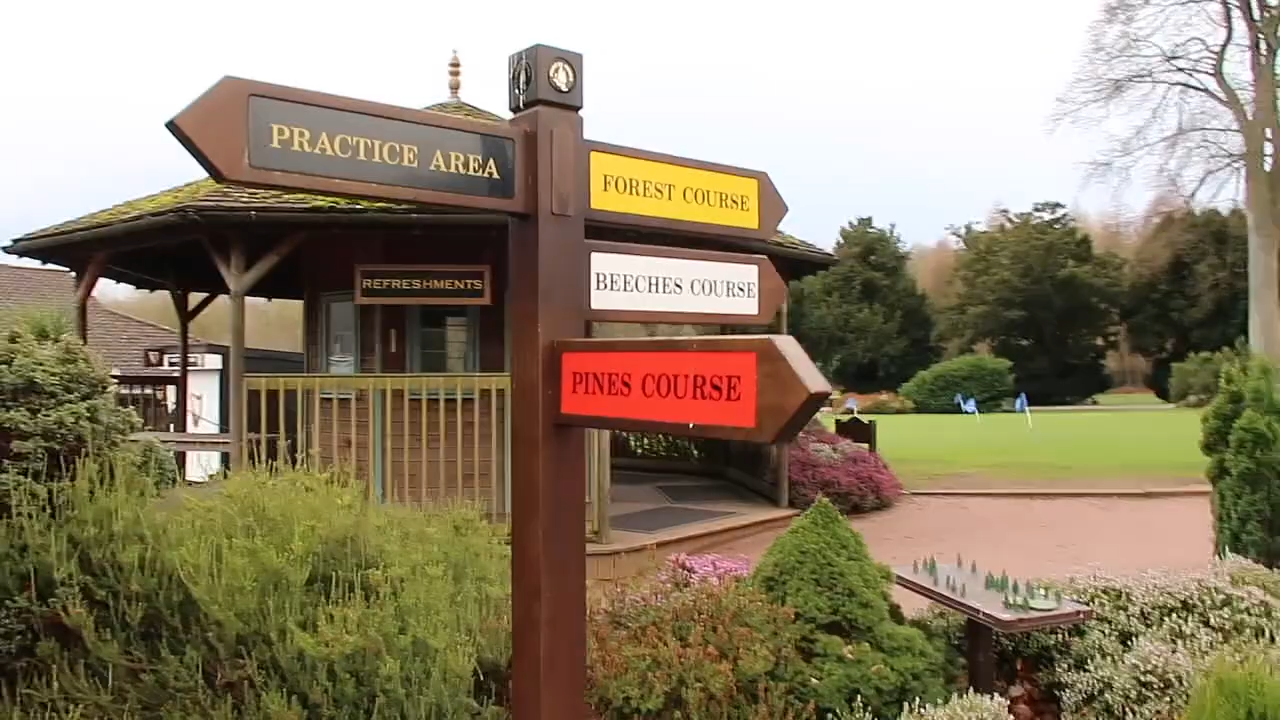 PRACTICE AREA
FOREST COURSE
BEECHES COURSE
REFRESHMENTS
PINES COURSE